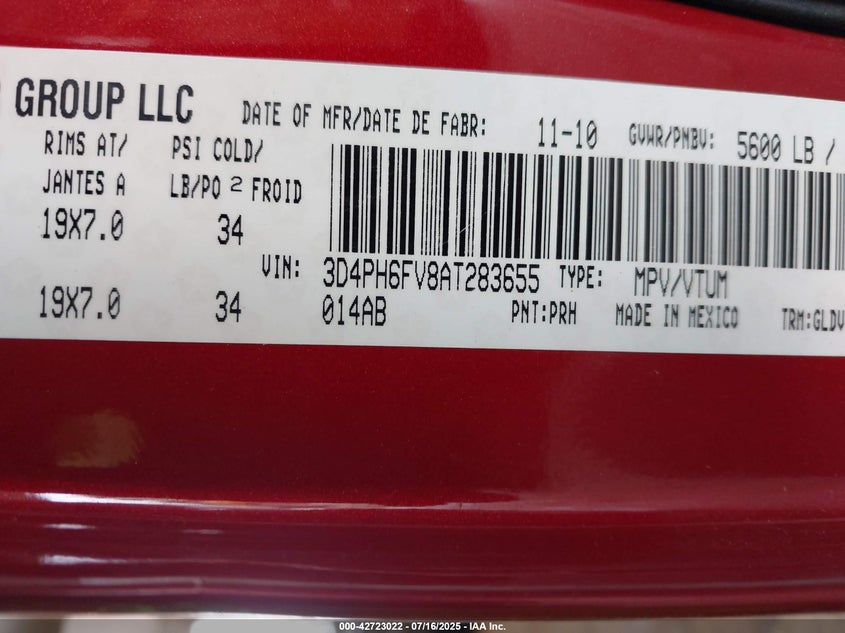 GROUP LLC
DATE OF MFR/DATE DE FABR: 11-10 GVWR/PNBV: 5600 LB /
RIMS AT/ PSI COLD/
JANTES A LB/PO 2 FROID
19X7.0 34
VIN: 3D4PH6FV8AT283655 TYPE: MPV/VTUM
19X7.0 34 014AB PNT:PRH MADE IN MEXICO TRM:GLDV
000-42723022 - 07/16/2025 - IAA Inc.